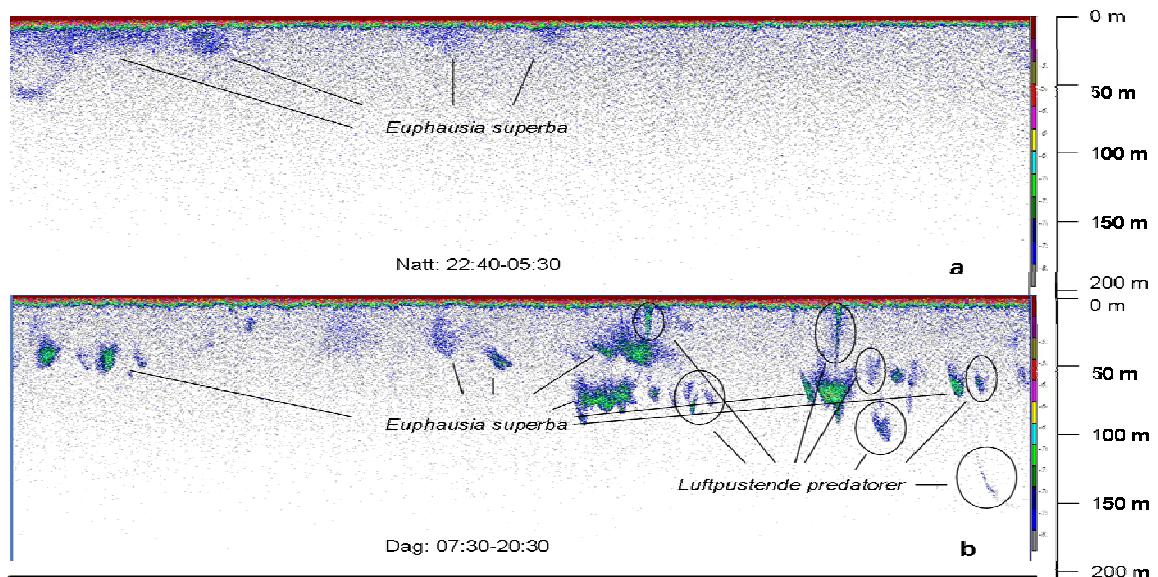 0 m
50 m
100 m
150 m
200 m
Euphausia superba
Natt: 22:40-05:30
a
0 m
50 m
100 m
150 m
200 m
Euphausia superba
Luftpustende predatorer
Dag: 07:30-20:30
b